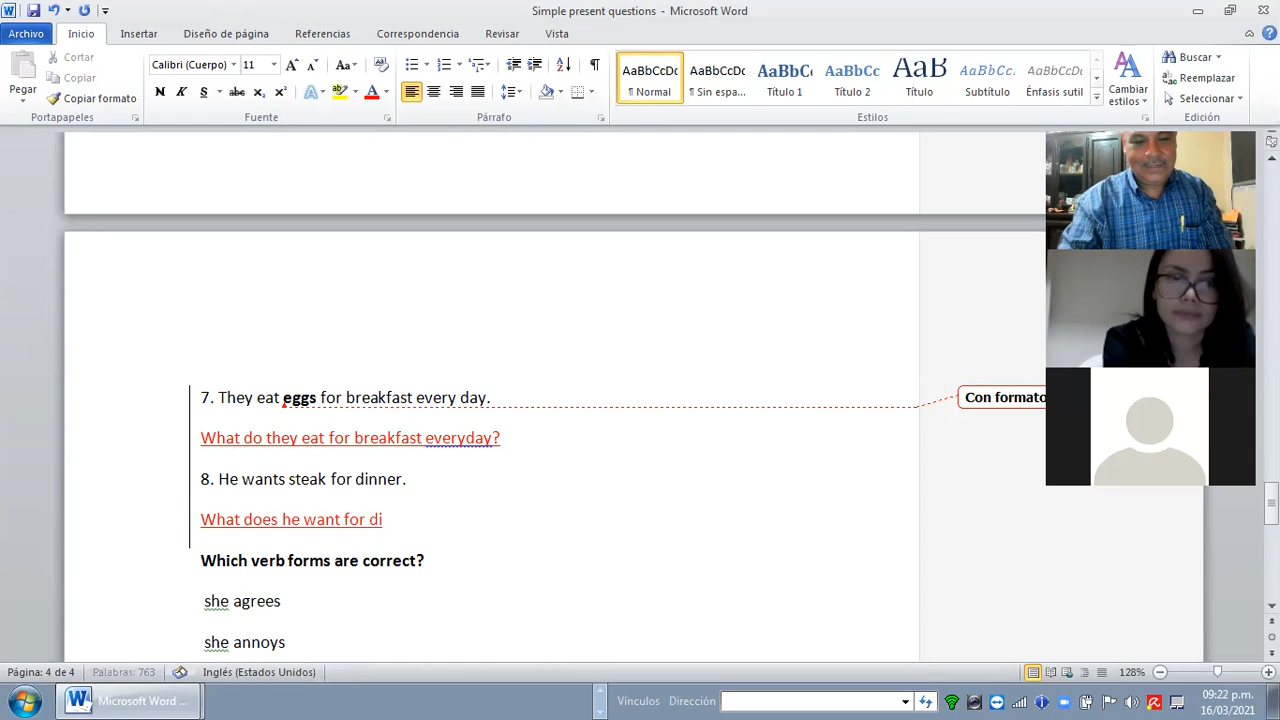 Simple present questions - Microsoft Word
Archivo Inicio Insertar Diseño de página Referencias Correspondencia Revisar Vista
Cortar
Copiar
Copiar formato
Pegar
Portapapeles
Calibri (Cuerpo) 11
Fuente
Párrafo
AaBbCcDc AaBbCcDc AaBbC AaBbCc AaB AaBbCc AaBbCcDc
¶ Normal ¶ Sin espa... Título 1 Título 2 Título Subtítulo Énfasis sutil
Estilos
Cambiar estilos
Buscar
Reemplazar
Seleccionar
Edición
7. They eat eggs for breakfast every day.
Con formato
What do they eat for breakfast everyday?
8. He wants steak for dinner.
What does he want for di
Which verb forms are correct?
she agrees
she annoys
Página: 4 de 4 Palabras: 763 Inglés (Estados Unidos) 128%
Microsoft Word ... Vínculos Dirección 09:22 p.m.
16/03/2021